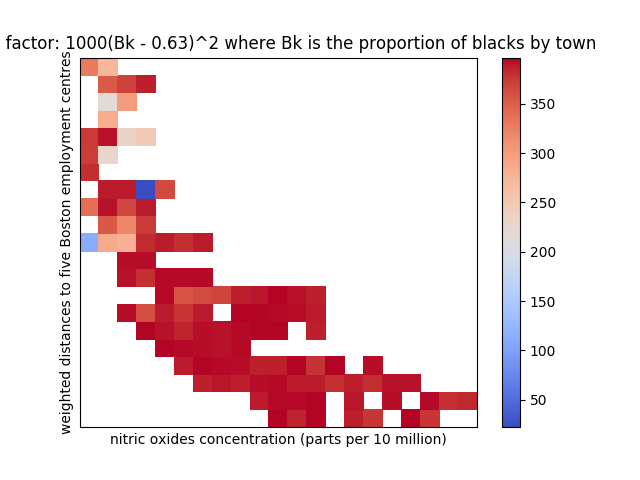 factor: 1000(Bk - 0.63)^2 where Bk is the proportion of blacks by town
weighted distances to five Boston employment centres
350
300
250
200
150
100
50
nitric oxides concentration (parts per 10 million)